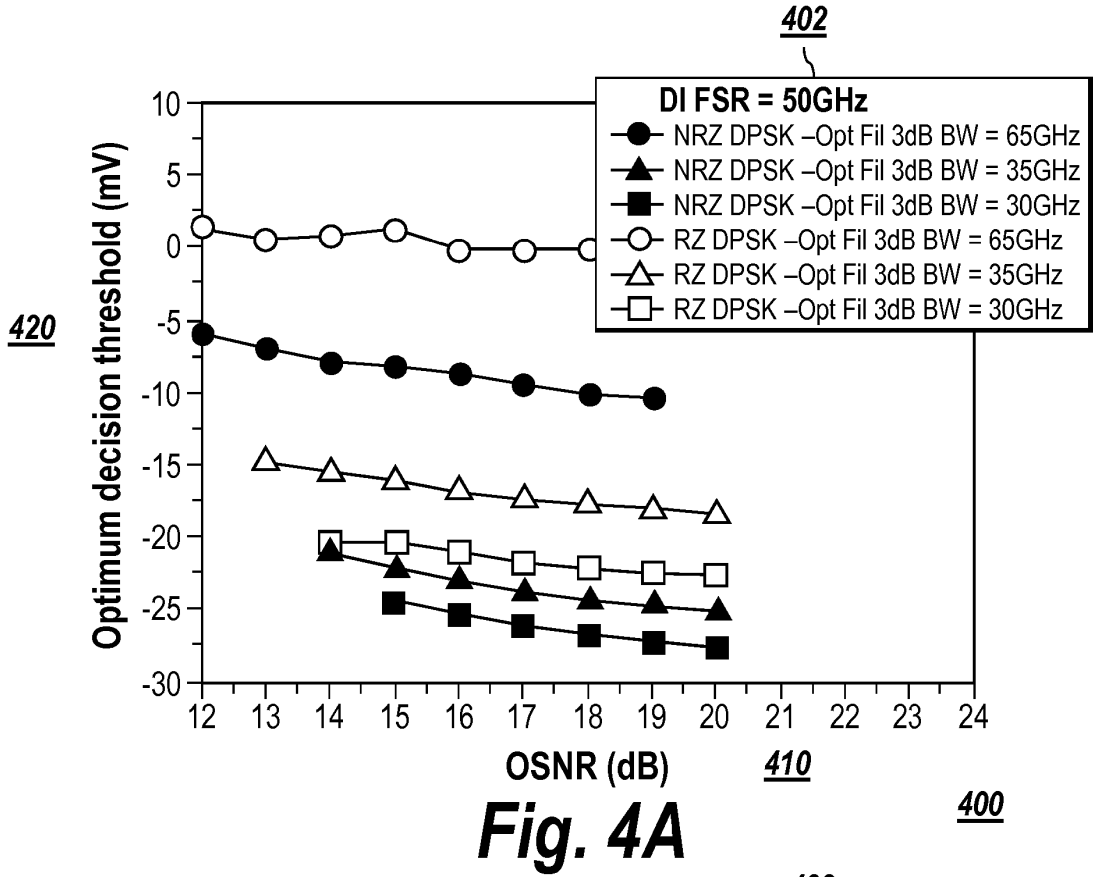 402
DI FSR = 50GHz
NRZ DPSK –Opt Fil 3dB BW = 65GHz
NRZ DPSK –Opt Fil 3dB BW = 35GHz
NRZ DPSK –Opt Fil 3dB BW = 30GHz
RZ DPSK –Opt Fil 3dB BW = 65GHz
RZ DPSK –Opt Fil 3dB BW = 35GHz
RZ DPSK –Opt Fil 3dB BW = 30GHz
420
Optimum decision threshold (mV)
10
5
0
-5
-10
-15
-20
-25
-30
12 13 14 15 16 17 18 19 20 21 22 23 24
OSNR (dB)
410
400
Fig. 4A